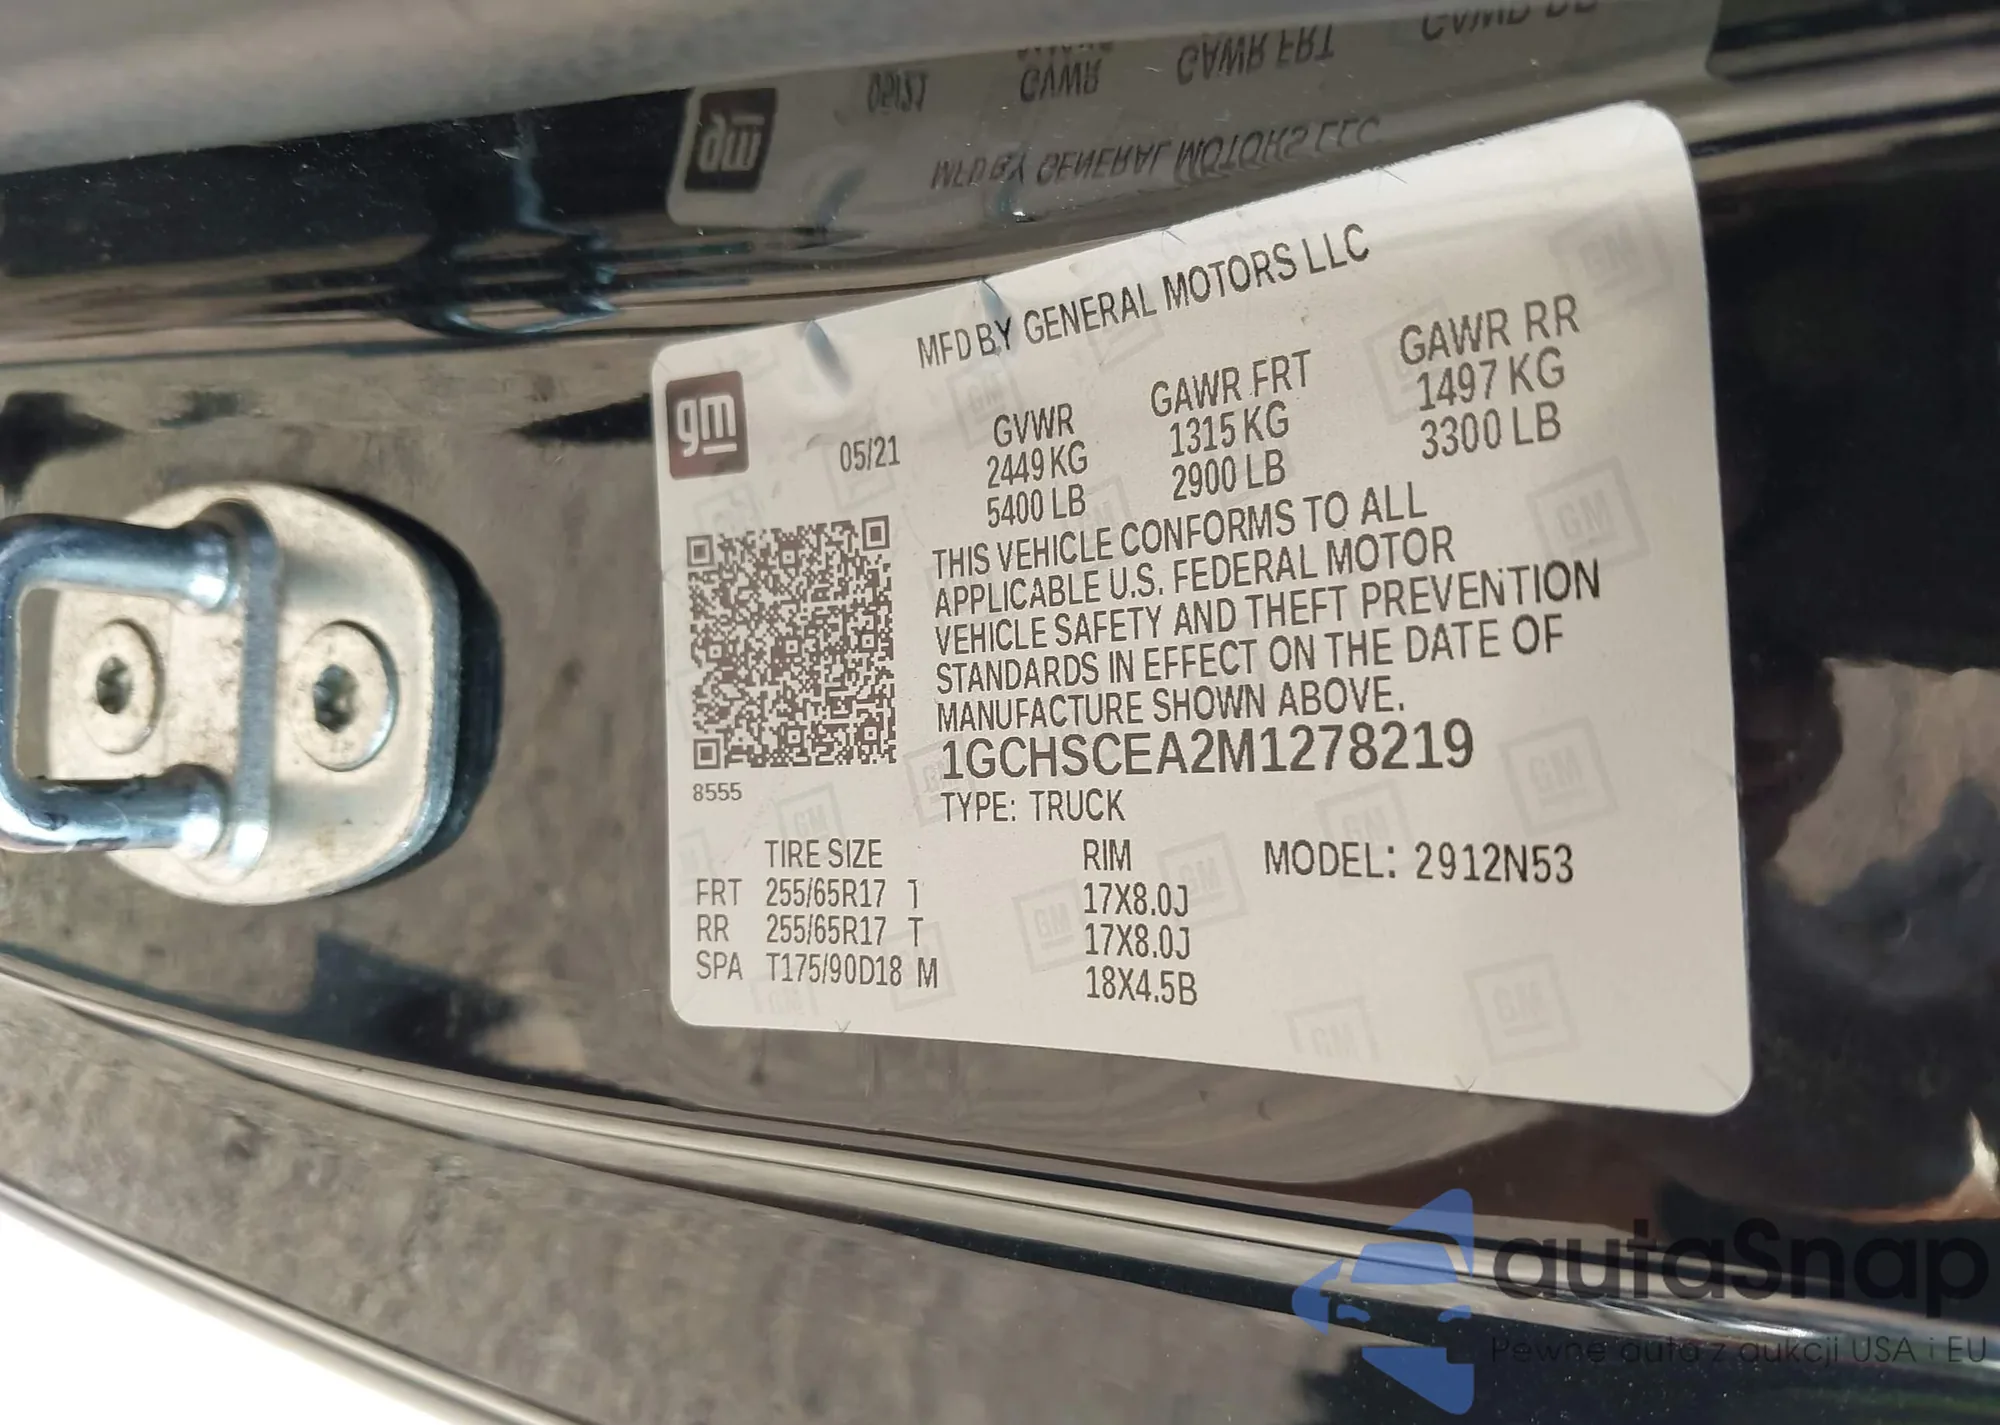 MFD BY GENERAL MOTORS LLC
gm
05/21
GVWR
2449 KG
5400 LB
GAWR FRT
1315 KG
2900 LB
GAWR RR
1497 KG
3300 LB
THIS VEHICLE CONFORMS TO ALL
APPLICABLE U.S. FEDERAL MOTOR
VEHICLE SAFETY AND THEFT PREVENTION
STANDARDS IN EFFECT ON THE DATE OF
MANUFACTURE SHOWN ABOVE.
1GCHSCEA2M1278219
8555
TYPE: TRUCK
TIRE SIZE RIM MODEL: 2912N53
FRT 255/65R17 T 17X8.0J
RR 255/65R17 T 17X8.0J
SPA T175/90D18 M 18X4.5B
autoSnap
Pewne auta z aukcji USA i EU